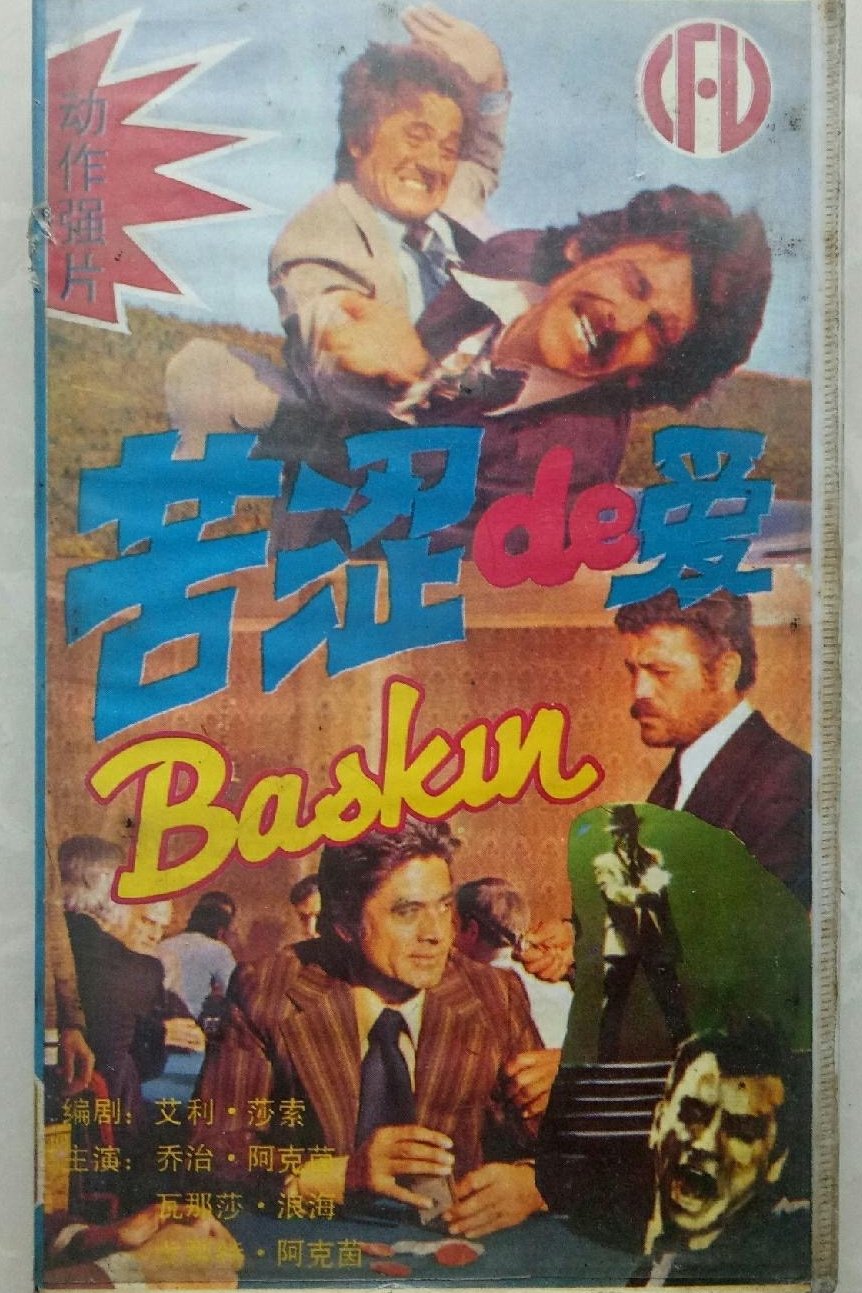 动作强片
CFU
苦涩de爱
Baskın
编剧：艾利·莎索
主演：乔治·阿克茵
瓦那莎·浪海
·阿克茵